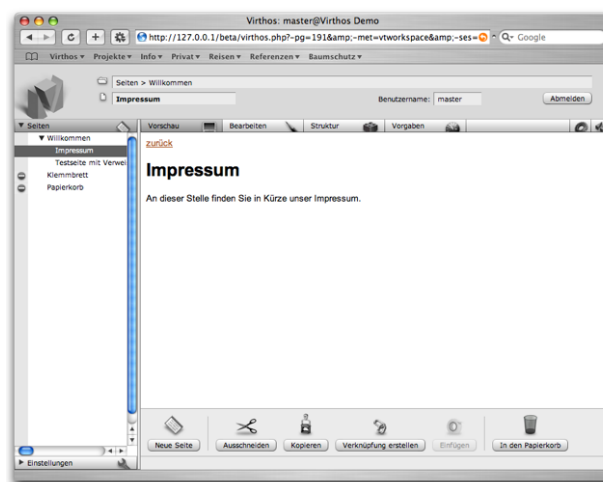 Virthos: master@Virthos Demo
http://127.0.0.1/beta/virthos.php?-pg=191&amp;-met=vtworkspace&amp;-ses=
Google
Virthos Projekte Info Privat Reisen Referenzen Baumschutz
Seiten > Willkommen
Impressum
Benutzername: master
Abmelden
Seiten
Vorschau Bearbeiten Struktur Vorgaben
Willkommen
Impressum
Testseite mit Verwei
Klemmbrett
Papierkorb
zurück
Impressum
An dieser Stelle finden Sie in Kürze unser Impressum.
Neue Seite Ausschneiden Kopieren Verknüpfung erstellen Einfügen In den Papierkorb
Einstellungen